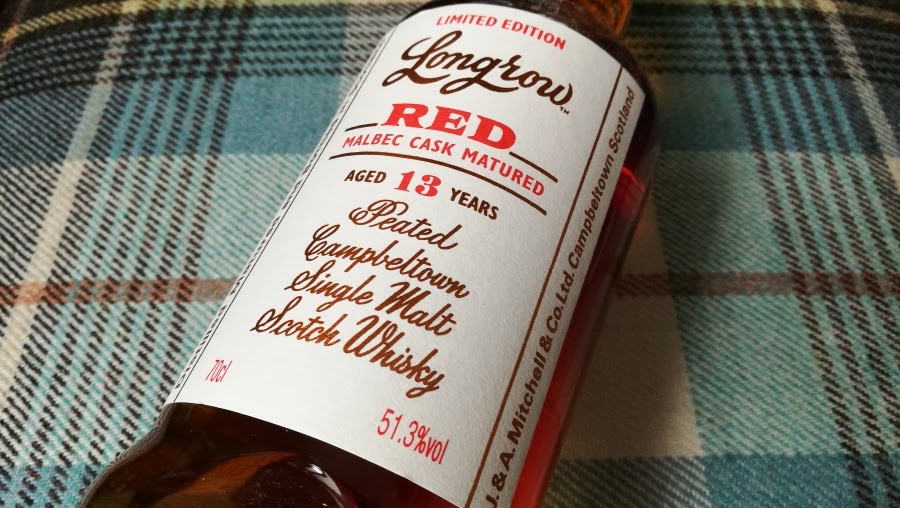 LIMITED EDITION
Longrow™
RED
MALBEC CASK MATURED
AGED 13 YEARS
Peated
Campbeltown
Single Malt
Scotch Whisky
70cl
51.3%vol
J. & A. Mitchell & Co. Ltd. Campbeltown Scotland